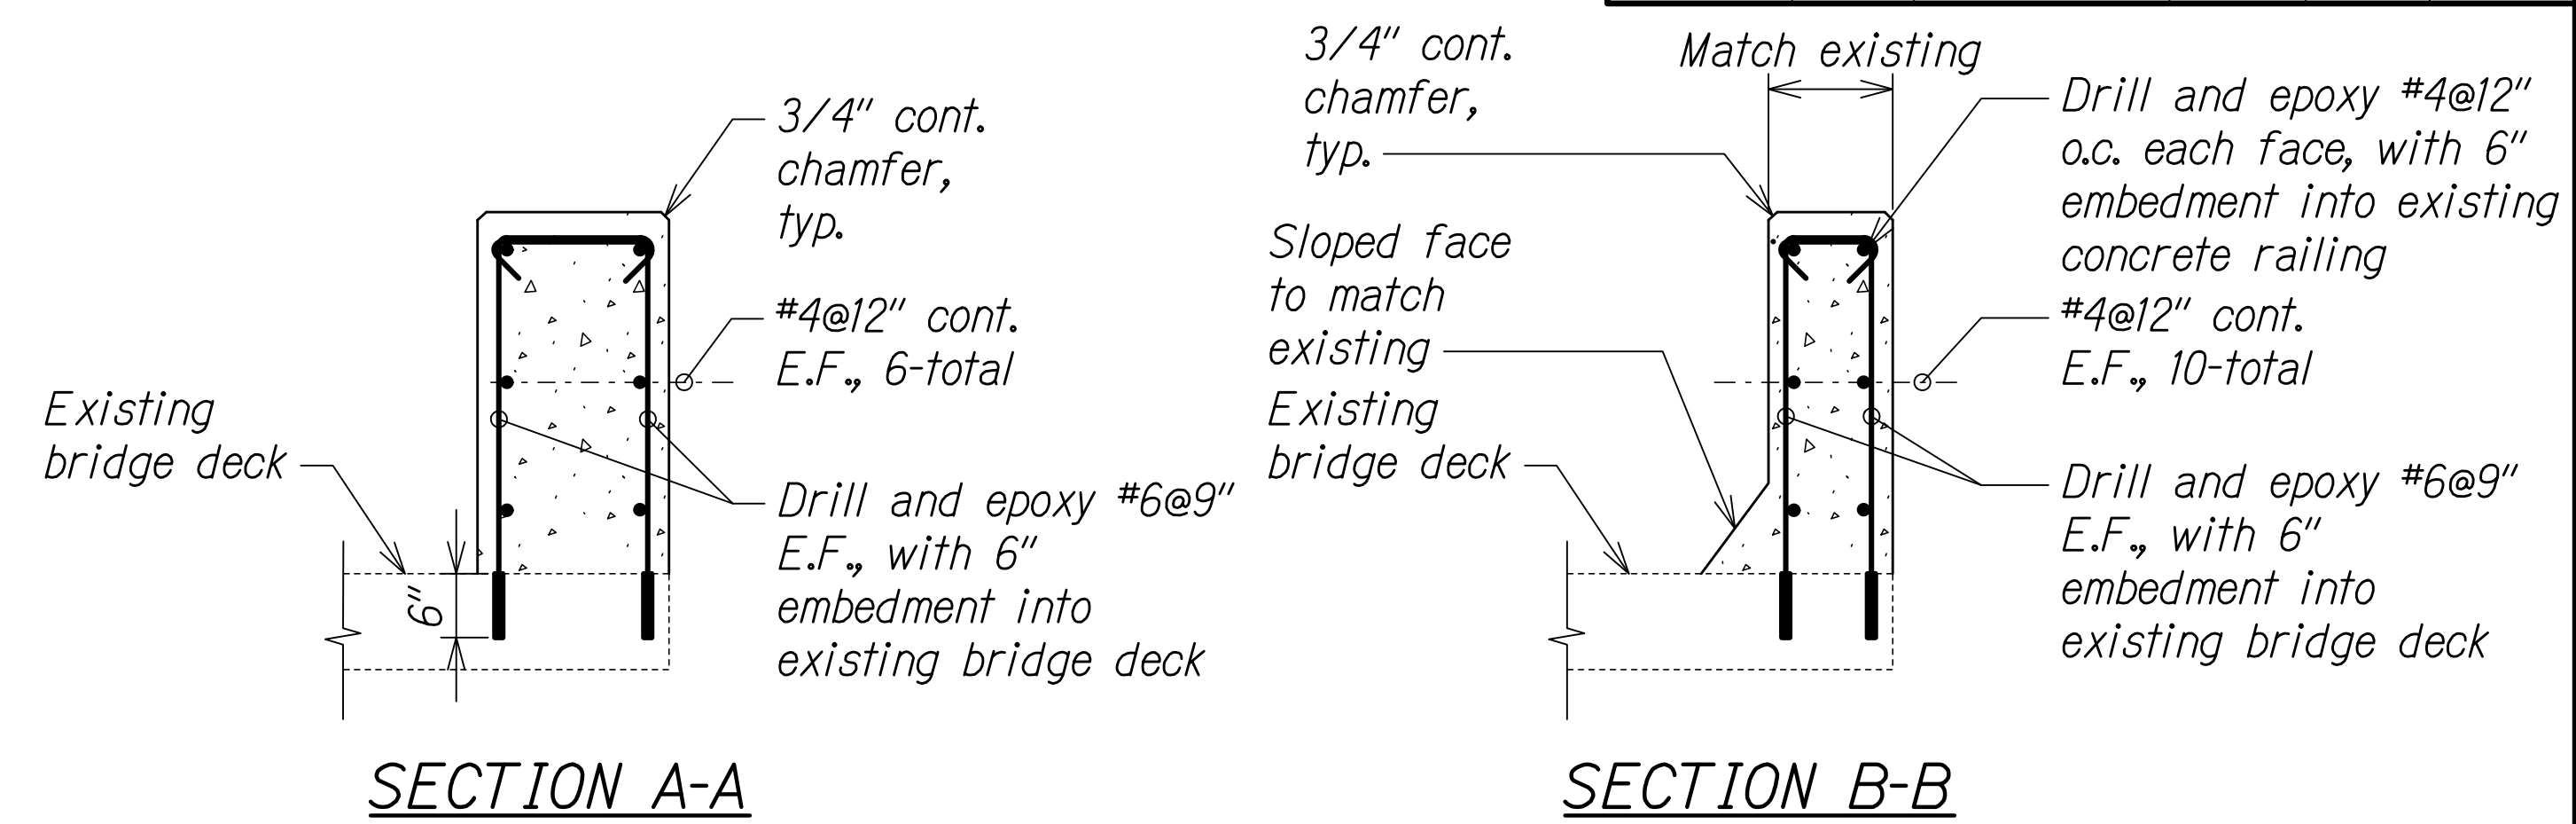 3/4" cont.
chamfer,
typ.
#4@12" cont.
E.F., 6-total
Existing
bridge deck
6"
Drill and epoxy #6@9"
E.F., with 6"
embedment into
existing bridge deck
SECTION A-A
3/4" cont.
chamfer,
typ.
Match existing
Sloped face
to match
existing
Existing
bridge deck
Drill and epoxy #4@12"
o.c. each face, with 6"
embedment into existing
concrete railing
#4@12" cont.
E.F., 10-total
Drill and epoxy #6@9"
E.F., with 6"
embedment into
existing bridge deck
SECTION B-B